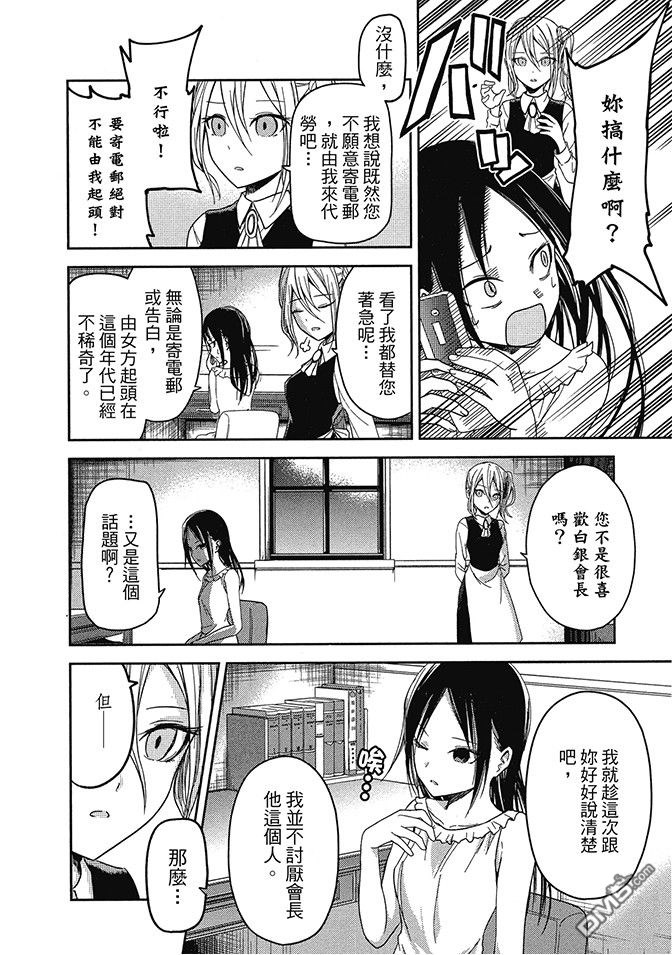 妳搞什麼啊？
沒什麼，
我想說既然您
不願意寄電郵
，就由我來代
勞吧…
不行啦！
要寄電郵絕對
不能由我起頭！
看了我都替您
著急呢…
無論是寄電郵
或告白，
由女方起頭在
這個年代已經
不稀奇了。
您不是很喜
歡白銀會長
嗎？
…又是這個
話題啊？
我就趁這次跟
妳好好說清楚
吧，
唉…
我並不討厭會長
他這個人。
但——
那麼…